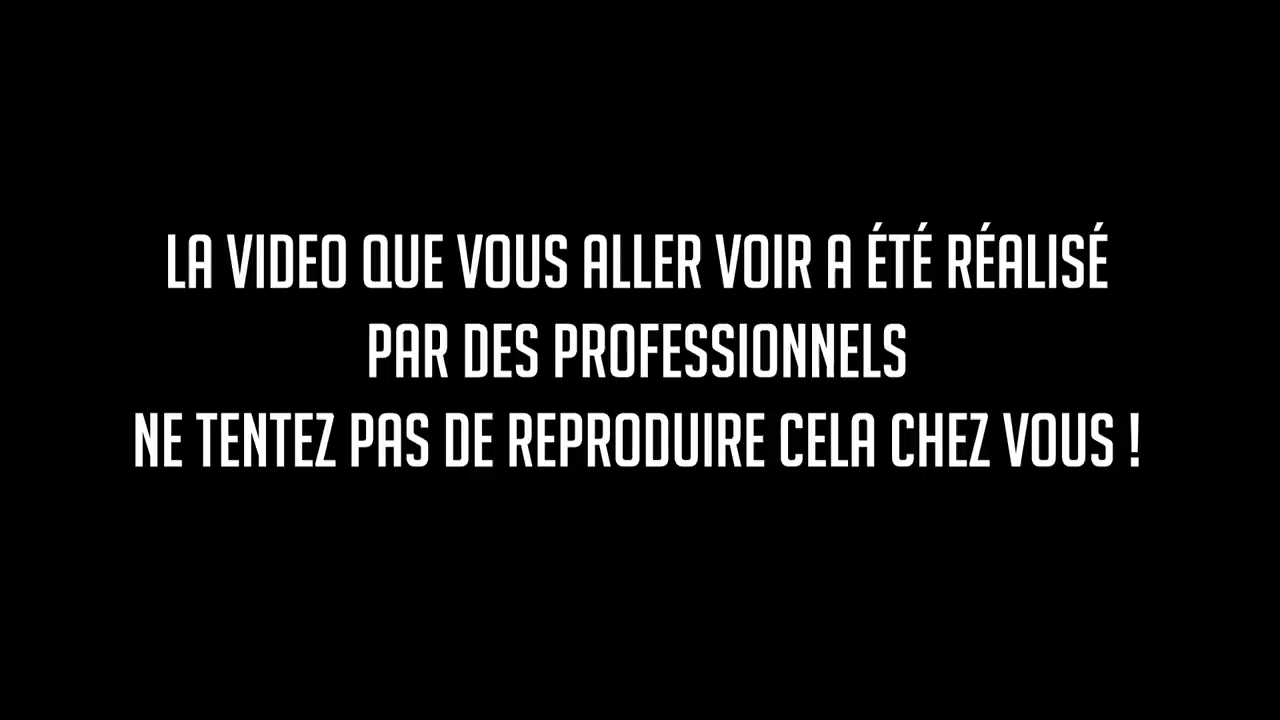 LA VIDEO QUE VOUS ALLER VOIR A ÉTÉ RÉALISÉ
PAR DES PROFESSIONNELS
NE TENTEZ PAS DE REPRODUIRE CELA CHEZ VOUS !